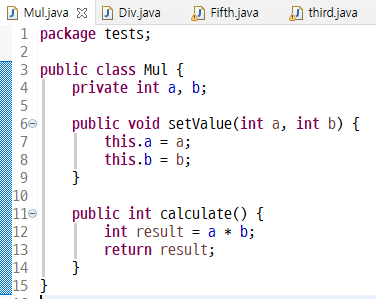 Mul.java Div.java Fifth.java third.java
1 package tests;
2
3 public class Mul {
4     private int a, b;
5
6     public void setValue(int a, int b) {
7         this.a = a;
8         this.b = b;
9     }
10
11     public int calculate() {
12         int result = a * b;
13         return result;
14     }
15 }